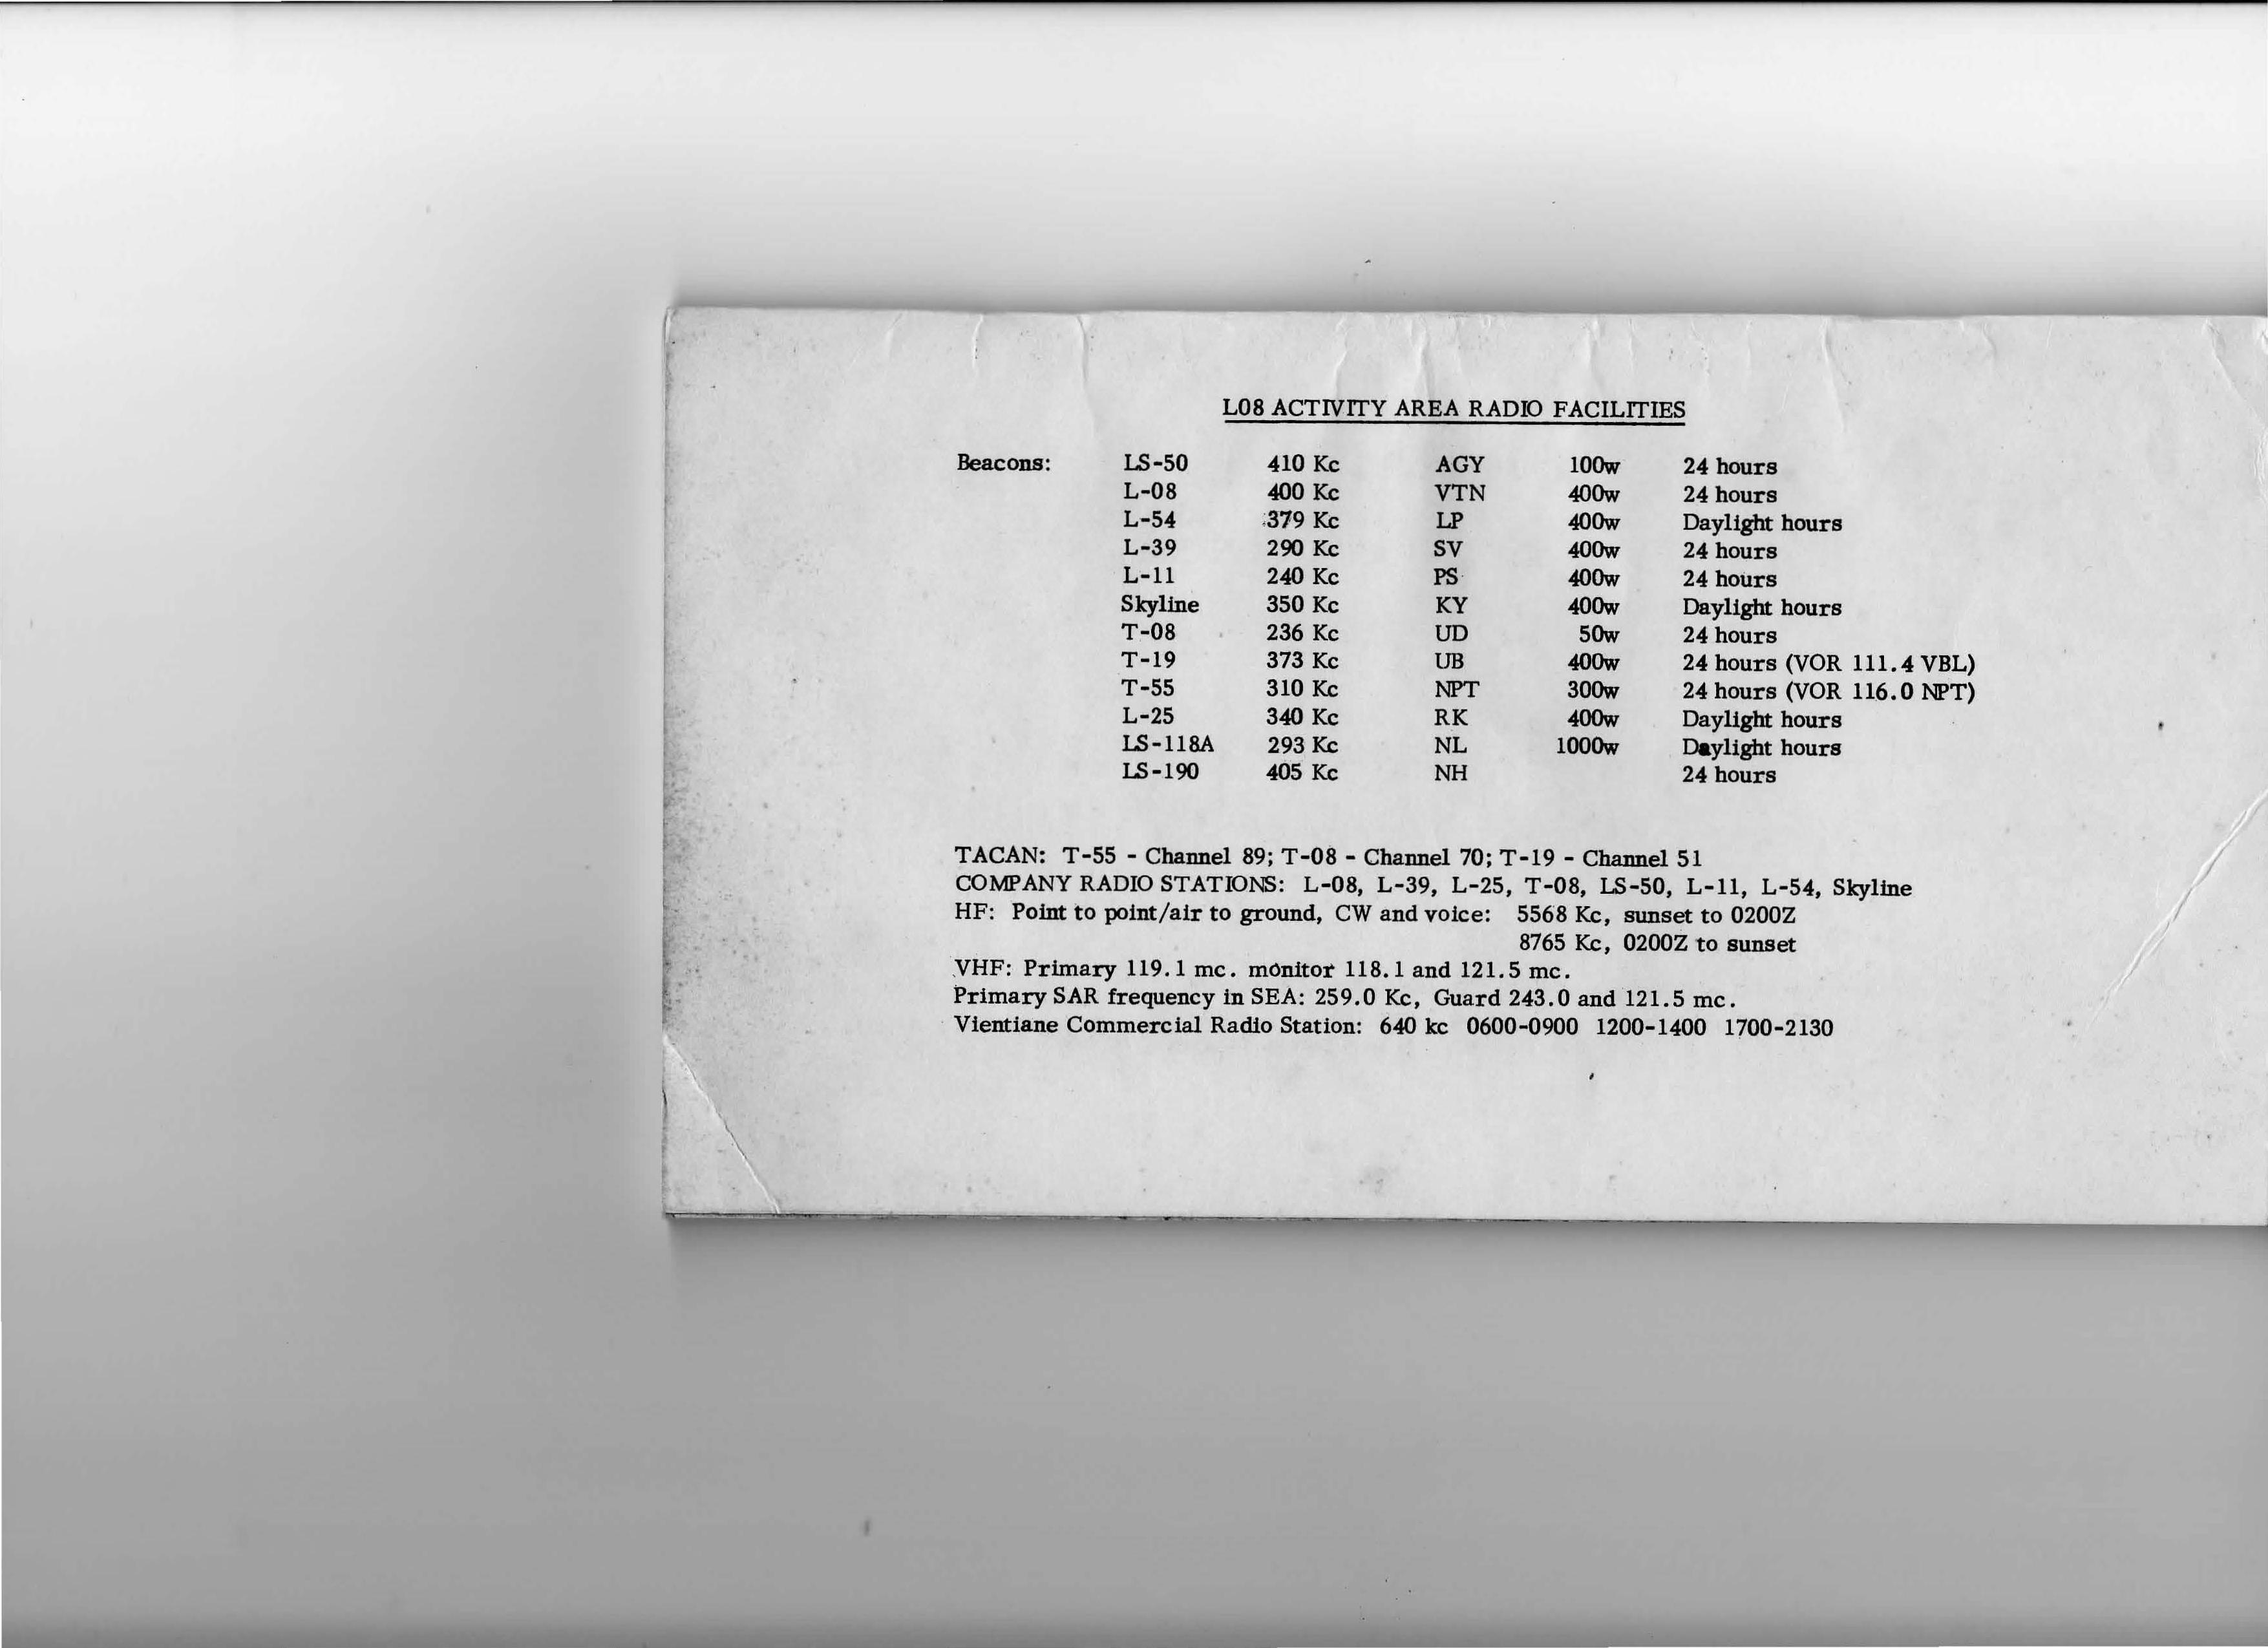 L08 ACTIVITY AREA RADIO FACILITIES
Beacons: LS-50 410 Kc AGY 100w 24 hours
L-08 400 Kc VTN 400w 24 hours
L-54 379 Kc LP 400w Daylight hours
L-39 290 Kc SV 400w 24 hours
L-11 240 Kc PS 400w 24 hours
Skyline 350 Kc KY 400w Daylight hours
T-08 236 Kc UD 50w 24 hours
T-19 373 Kc UB 400w 24 hours (VOR 111.4 VBL)
T-55 310 Kc NPT 300w 24 hours (VOR 116.0 NPT)
L-25 340 Kc RK 400w Daylight hours
LS-118A 293 Kc NL 1000w Daylight hours
LS-190 405 Kc NH 24 hours
TACAN: T-55 - Channel 89; T-08 - Channel 70; T-19 - Channel 51
COMPANY RADIO STATIONS: L-08, L-39, L-25, T-08, LS-50, L-11, L-54, Skyline
HF: Point to point/air to ground, CW and voice: 5568 Kc, sunset to 0200Z
8765 Kc, 0200Z to sunset
VHF: Primary 119.1 mc. monitor 118.1 and 121.5 mc.
Primary SAR frequency in SEA: 259.0 Kc, Guard 243.0 and 121.5 mc.
Vientiane Commercial Radio Station: 640 kc 0600-0900 1200-1400 1700-2130